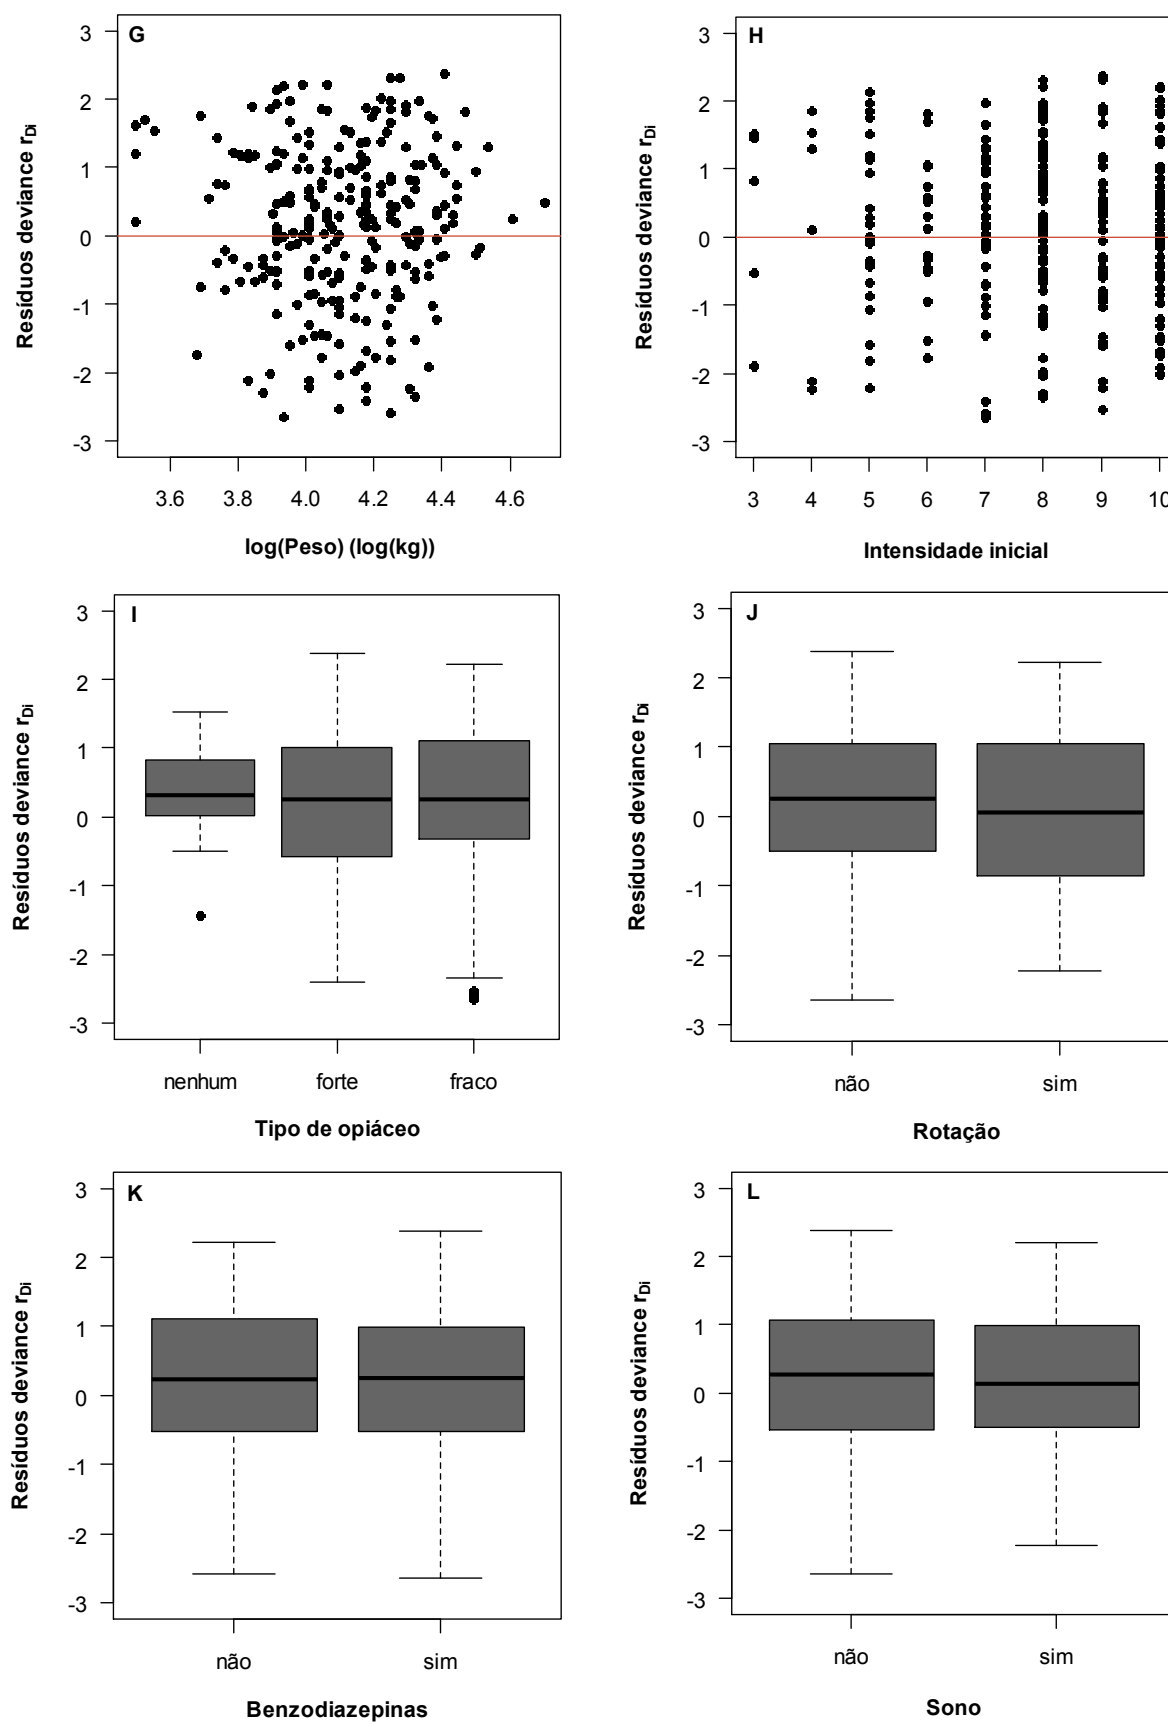 G
3
2
1
0
-1
-2
-3
Resíduos deviance rDi
3.6 3.8 4.0 4.2 4.4 4.6
log(Peso) (log(kg))
H
3
2
1
0
-1
-2
-3
Resíduos deviance rDi
3 4 5 6 7 8 9 10
Intensidade inicial
I
3
2
1
0
-1
-2
-3
Resíduos deviance rDi
nenhum forte fraco
Tipo de opiáceo
J
3
2
1
0
-1
-2
-3
Resíduos deviance rDi
não sim
Rotação
K
3
2
1
0
-1
-2
-3
Resíduos deviance rDi
não sim
Benzodiazepinas
L
3
2
1
0
-1
-2
-3
Resíduos deviance rDi
não sim
Sono